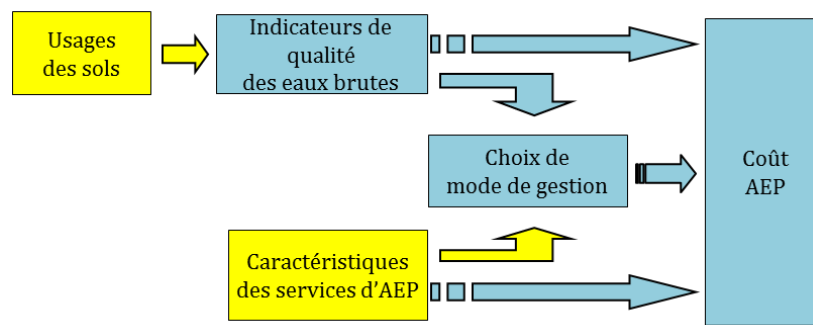 Usages
des sols
Indicateurs de
qualité
des eaux brutes
Choix de
mode de gestion
Coût
AEP
Caractéristiques
des services d'AEP